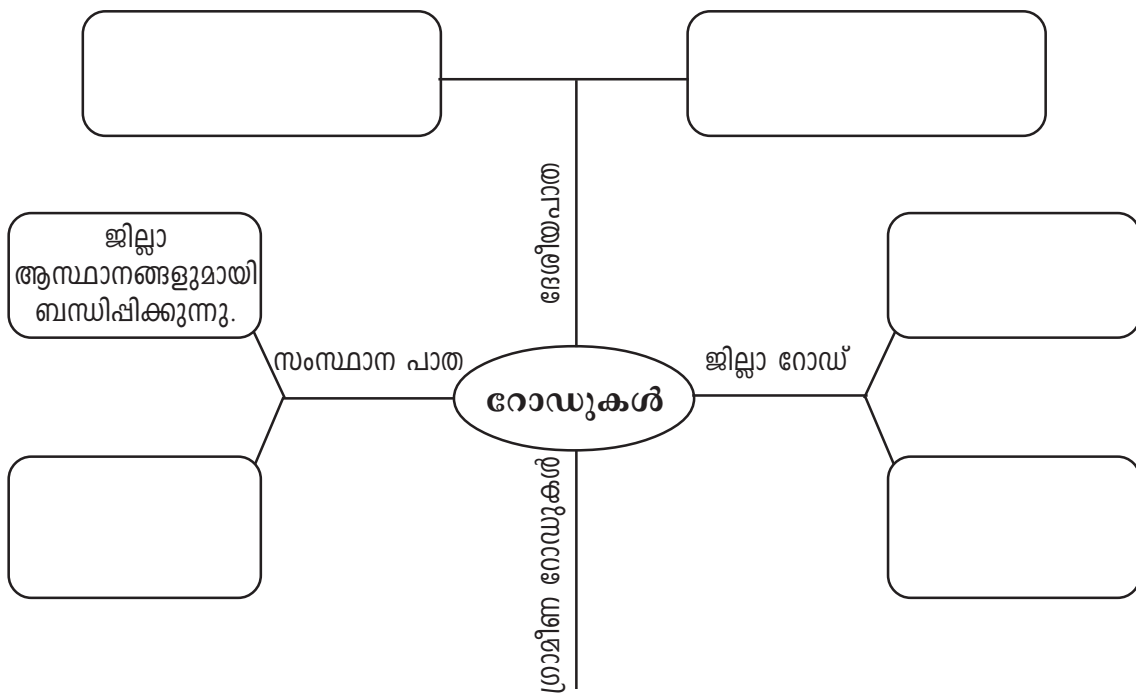 ദേശീയപാത
ജില്ലാ
ആസ്ഥാനങ്ങളുമായി
ബന്ധിപ്പിക്കുന്നു.
സംസ്ഥാന പാത
ജില്ലാ റോഡ്
റോഡുകൾ
ഗ്രാമീണ റോഡുകൾ